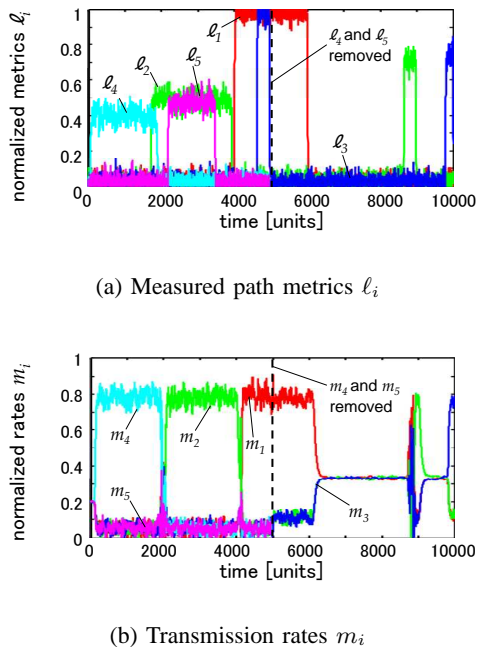 normalized metrics ℓi
1
0.8
0.6
0.4
0.2
0
ℓ4
ℓ2
ℓ5
ℓ1
ℓ4 and ℓ5
removed
ℓ3
0 2000 4000 6000 8000 10000
time [units]
(a) Measured path metrics ℓi
normalized rates mi
1
0.8
0.6
0.4
0.2
0
m4
m5
m2
m1
m4 and m5
removed
m3
0 2000 4000 6000 8000 10000
time [units]
(b) Transmission rates mi